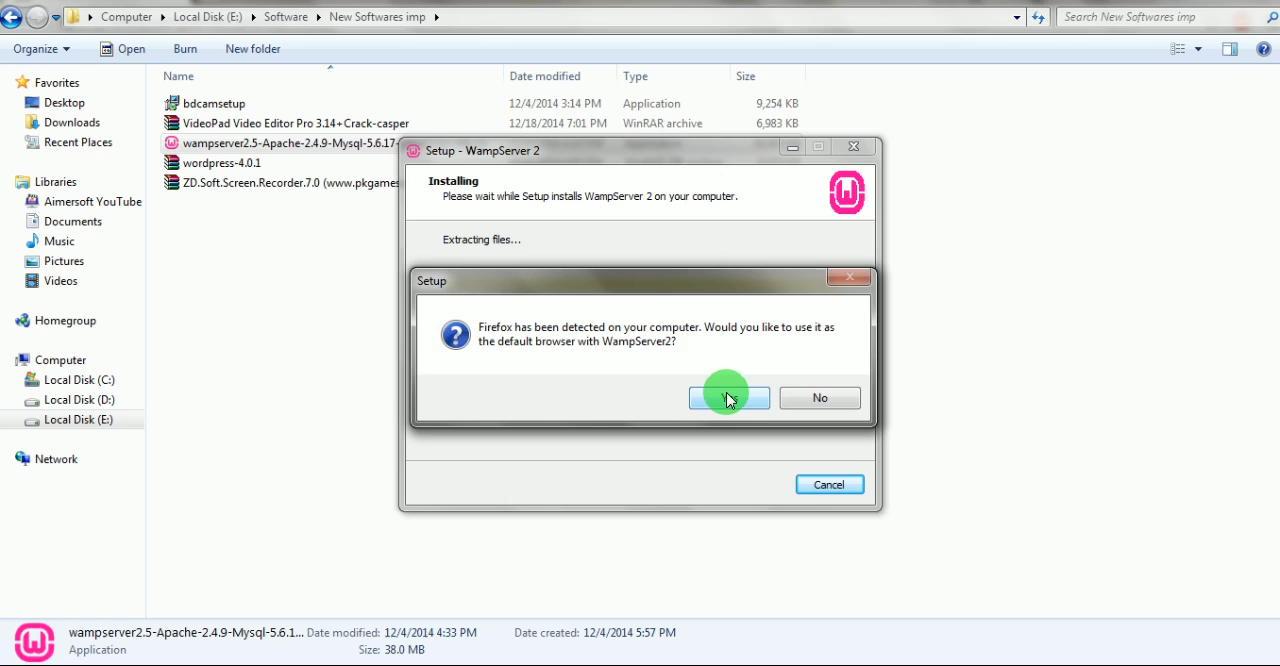 Computer Local Disk (E:) Software New Softwares imp
Search New Softwares imp
Organize Open Burn New folder
Name Date modified Type Size
Favorites
Desktop
Downloads
Recent Places
Libraries
Aimersoft YouTube
Documents
Music
Pictures
Videos
Homegroup
Computer
Local Disk (C:)
Local Disk (D:)
Local Disk (E:)
Network
bdcamsetup 12/4/2014 3:14 PM Application 9,254 KB
VideoPad Video Editor Pro 3.14+Crack-casper 12/18/2014 7:01 PM WinRAR archive 6,983 KB
wampserver2.5-Apache-2.4.9-Mysql-5.6.17-
wordpress-4.0.1
ZD.Soft.Screen.Recorder.7.0 (www.pkgames
Setup - WampServer 2
Installing
Please wait while Setup installs WampServer 2 on your computer.
Extracting files...
Setup
Firefox has been detected on your computer. Would you like to use it as
the default browser with WampServer2?
Yes No
Cancel
wampserver2.5-Apache-2.4.9-Mysql-5.6.1... Date modified: 12/4/2014 4:33 PM Date created: 12/4/2014 5:57 PM
Application Size: 38.0 MB